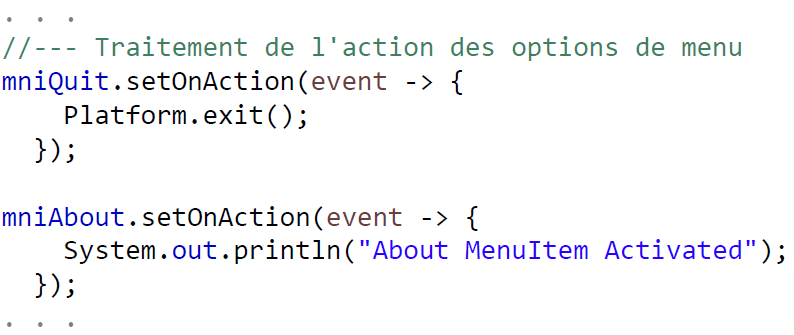 . . .
//--- Traitement de l'action des options de menu
mniQuit.setOnAction(event -> {
    Platform.exit();
  });

mniAbout.setOnAction(event -> {
    System.out.println("About MenuItem Activated");
  });
. . .